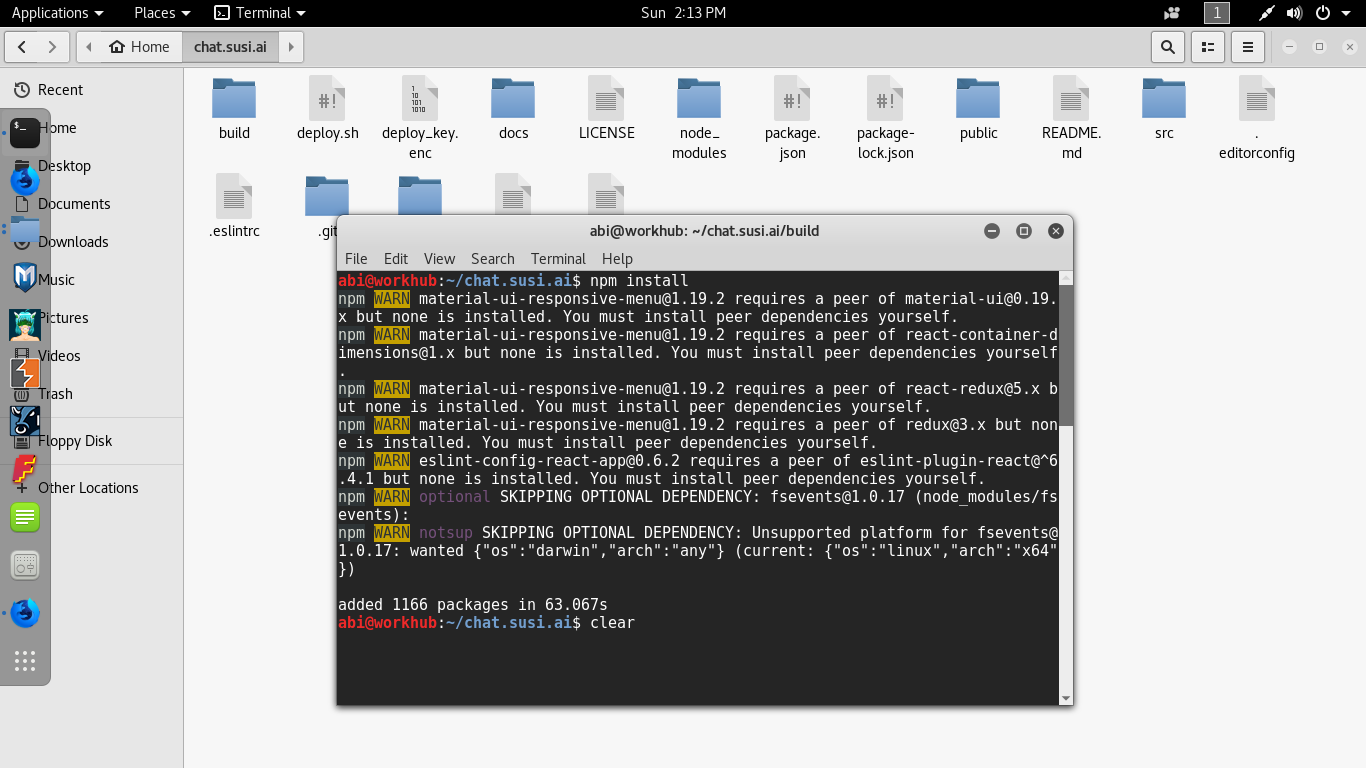 Applications Places Terminal Sun 2:13 PM 1
Home chat.susi.ai
Recent
Home
Desktop
Documents
Downloads
Music
Pictures
Videos
Trash
Floppy Disk
Other Locations
build
deploy.sh
deploy_key.
enc
docs
LICENSE
node_
modules
package.
json
package-
lock.json
public
README.
md
src
.
editorconfig
.eslintrc
.git
abi@workhub: ~/chat.susi.ai/build
File Edit View Search Terminal Help
abi@workhub:~/chat.susi.ai$ npm install
npm WARN material-ui-responsive-menu@1.19.2 requires a peer of material-ui@0.19.
x but none is installed. You must install peer dependencies yourself.
npm WARN material-ui-responsive-menu@1.19.2 requires a peer of react-container-d
imensions@1.x but none is installed. You must install peer dependencies yourself
.
npm WARN material-ui-responsive-menu@1.19.2 requires a peer of react-redux@5.x b
ut none is installed. You must install peer dependencies yourself.
npm WARN material-ui-responsive-menu@1.19.2 requires a peer of redux@3.x but non
e is installed. You must install peer dependencies yourself.
npm WARN eslint-config-react-app@0.6.2 requires a peer of eslint-plugin-react@^6
.4.1 but none is installed. You must install peer dependencies yourself.
npm WARN optional SKIPPING OPTIONAL DEPENDENCY: fsevents@1.0.17 (node_modules/fs
events):
npm WARN notsup SKIPPING OPTIONAL DEPENDENCY: Unsupported platform for fsevents@
1.0.17: wanted {"os":"darwin","arch":"any"} (current: {"os":"linux","arch":"x64"
})
added 1166 packages in 63.067s
abi@workhub:~/chat.susi.ai$ clear